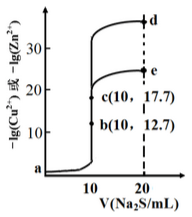 -lg(Cu²⁺) 或 -lg(Zn²⁺)
d
30
e
20
c(10, 17.7)
b(10, 12.7)
10
a
10
20
V(Na₂S/mL)